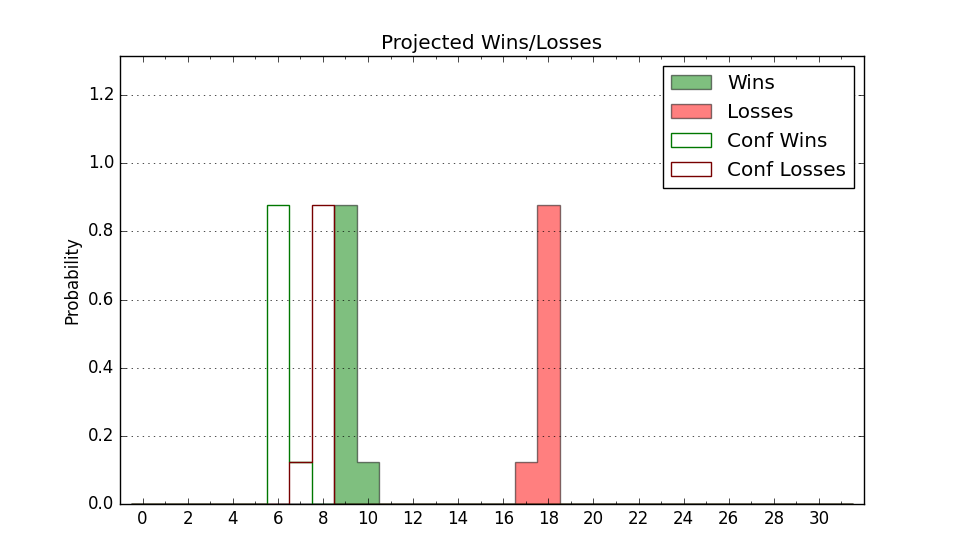 Projected Wins/Losses
Wins
Losses
Conf Wins
Conf Losses
Probability
1.2
1.0
0.8
0.6
0.4
0.2
0.0
0 2 4 6 8 10 12 14 16 18 20 22 24 26 28 30